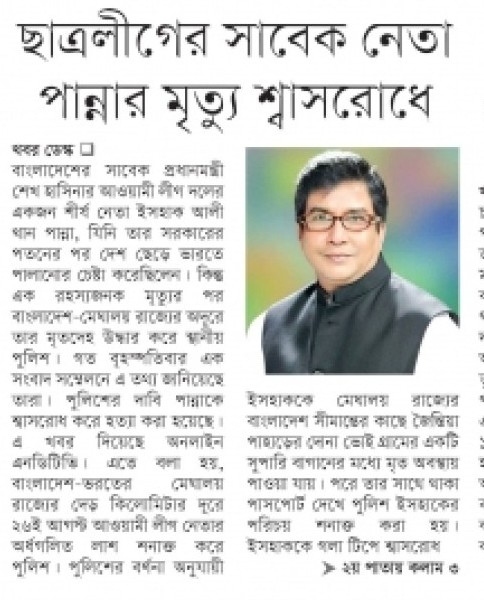 ছাত্রলীগের সাবেক নেতা
পান্নার মৃত্যু শ্বাসরোধে
খবর ডেস্ক ❑
বাংলাদেশের সাবেক প্রধানমন্ত্রী
শেখ হাসিনার আওয়ামী লীগ দলের
একজন শীর্ষ নেতা ইসহাক আলী
খান পান্না, যিনি তার সরকারের
পতনের পর দেশ ছেড়ে ভারতে
পালানোর চেষ্টা করেছিলেন। কিন্তু
এক রহস্যজনক মৃত্যুর পর
বাংলাদেশ-মেঘালয় রাজ্যের অদূরে
তার মৃতদেহ উদ্ধার করে স্থানীয়
পুলিশ। গত বৃহস্পতিবার এক
সংবাদ সম্মেলনে এ তথ্য জানিয়েছে
তারা। পুলিশের দাবি পান্নাকে
শ্বাসরোধ করে হত্যা করা হয়েছে।
এ খবর দিয়েছে অনলাইন
এনডিটিভি। এতে বলা হয়,
বাংলাদেশ-ভরতের মেঘালয়
রাজ্যের দেড় কিলোমিটার দূরে
২৬ই আগস্ট আওয়ামী লীগ নেতার
অর্ধগলিত লাশ শনাক্ত করে
পুলিশ। পুলিশের বর্ণনা অনুযায়ী
ইসহাককে মেঘালয় রাজ্যের
বাংলাদেশ সীমান্তের কাছে জৈন্তিয়া
পাহাড়ের দোনা ভোই গ্রামের একটি
সুপারি বাগানের মধ্যে মৃত অবস্থায়
পাওয়া যায়। পরে তার সাথে থাকা
পাসপোর্ট দেখে পুলিশ ইসহাকের
পরিচয় শনাক্ত করা হয়।
ইসহাককে গলা টিপে শ্বাসরোধ
➤ ২য় পাতায় কলাম ৩